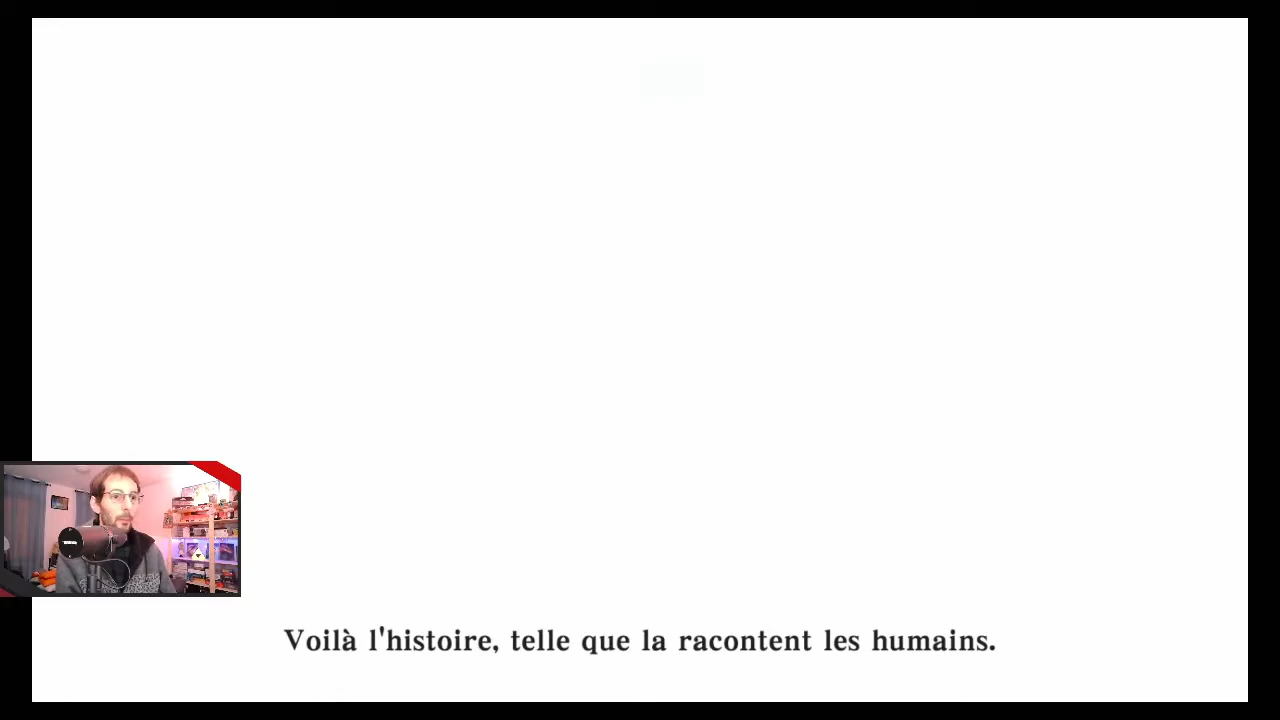 Voilà l'histoire, telle que la racontent les humains.